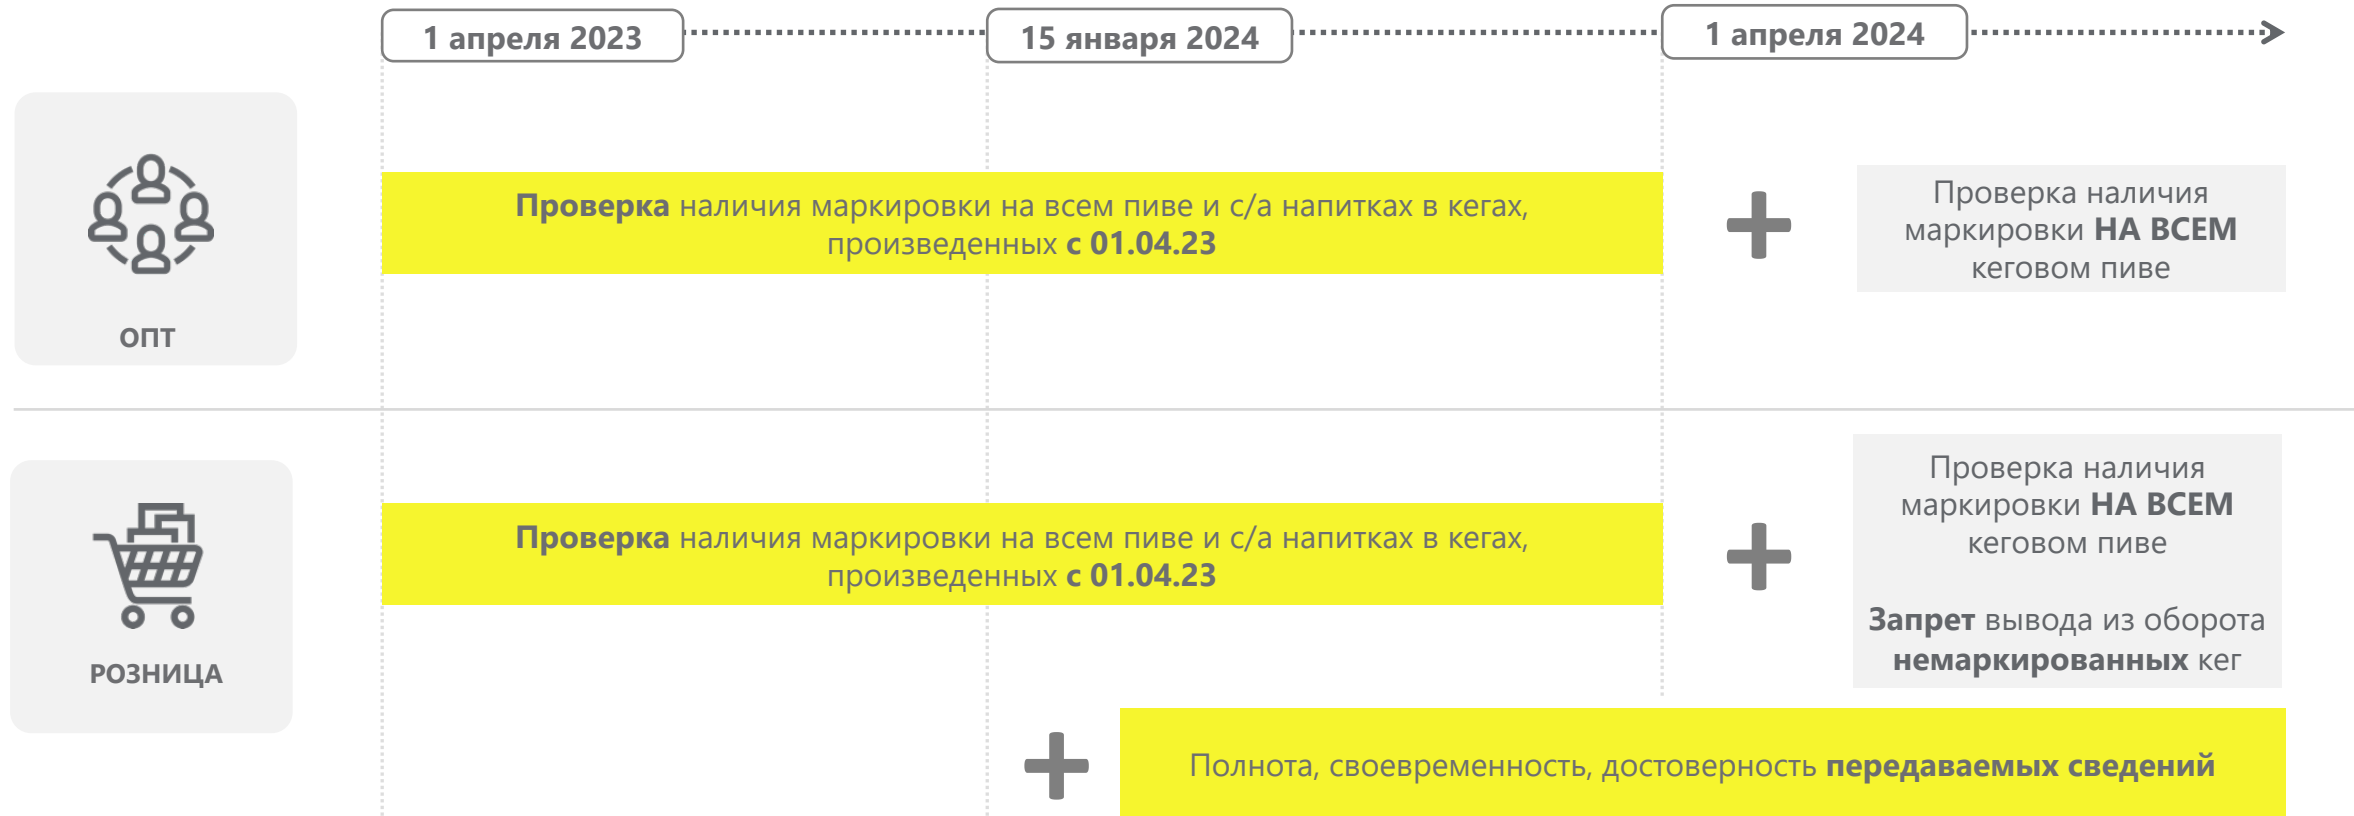 1 апреля 2023
15 января 2024
1 апреля 2024
ОПТ
Проверка наличия маркировки на всем пиве и с/а напитках в кегах,
произведенных с 01.04.23
Проверка наличия
маркировки НА ВСЕМ
кеговом пиве
РОЗНИЦА
Проверка наличия маркировки на всем пиве и с/а напитках в кегах,
произведенных с 01.04.23
Проверка наличия
маркировки НА ВСЕМ
кеговом пиве
Запрет вывода из оборота
немаркированных кег
Полнота, своевременность, достоверность передаваемых сведений